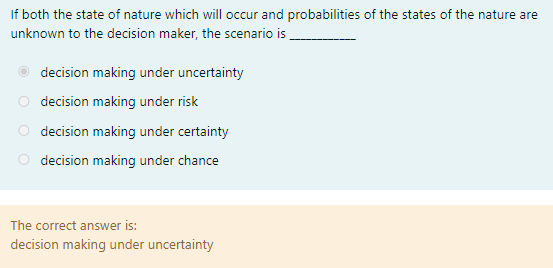 If both the state of nature which will occur and probabilities of the states of the nature are
unknown to the decision maker, the scenario is ____________
decision making under uncertainty
decision making under risk
decision making under certainty
decision making under chance
The correct answer is:
decision making under uncertainty